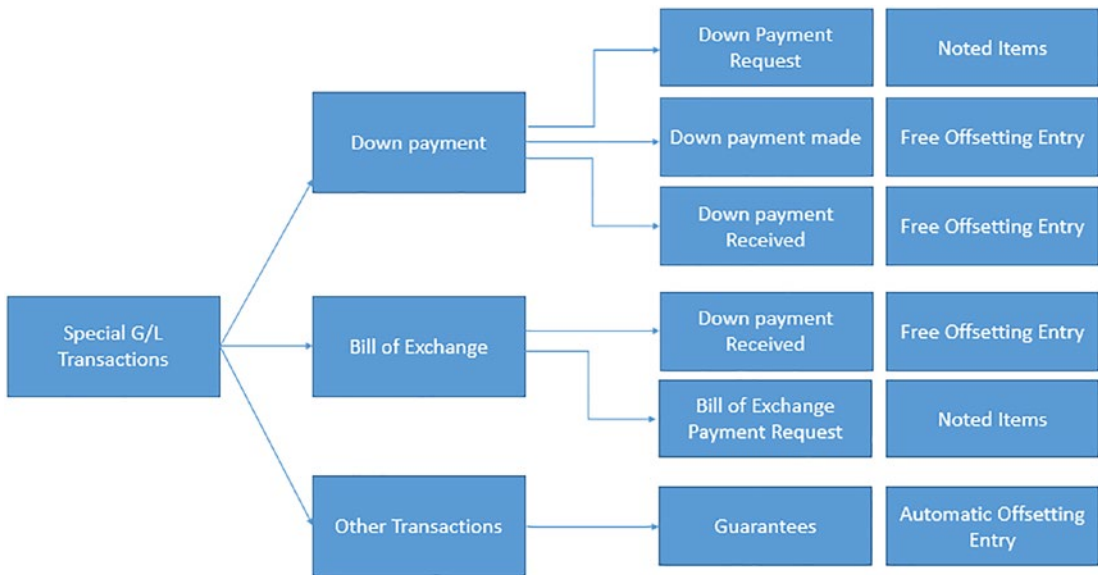 Down Payment
Request
Noted Items
Down payment
Down payment made
Free Offsetting Entry
Down payment
Received
Free Offsetting Entry
Special G/L
Transactions
Bill of Exchange
Down payment
Received
Free Offsetting Entry
Bill of Exchange
Payment Request
Noted Items
Other Transactions
Guarantees
Automatic Offsetting
Entry